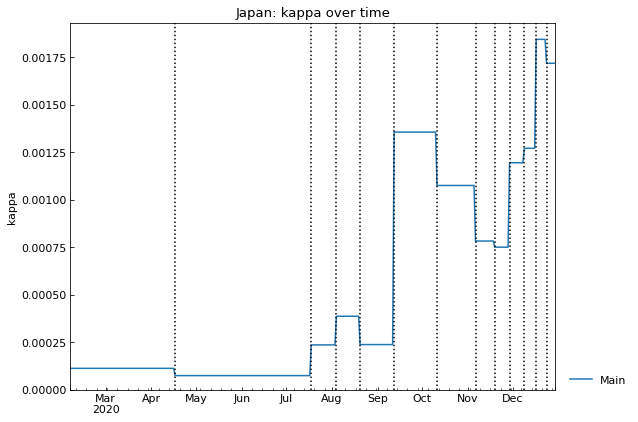 Japan: kappa over time
kappa
0.00175
0.00150
0.00125
0.00100
0.00075
0.00050
0.00025
0.00000
Mar Apr May Jun Jul Aug Sep Oct Nov Dec
2020
Main